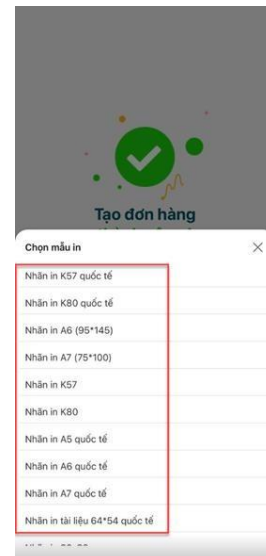 Tạo đơn hàng
Chọn mẫu in
Nhãn in K57 quốc tế
Nhãn in K80 quốc tế
Nhãn in A6 (95*145)
Nhãn in A7 (75*100)
Nhãn in K57
Nhãn in K80
Nhãn in A5 quốc tế
Nhãn in A6 quốc tế
Nhãn in A7 quốc tế
Nhãn in tài liệu 64*54 quốc tế